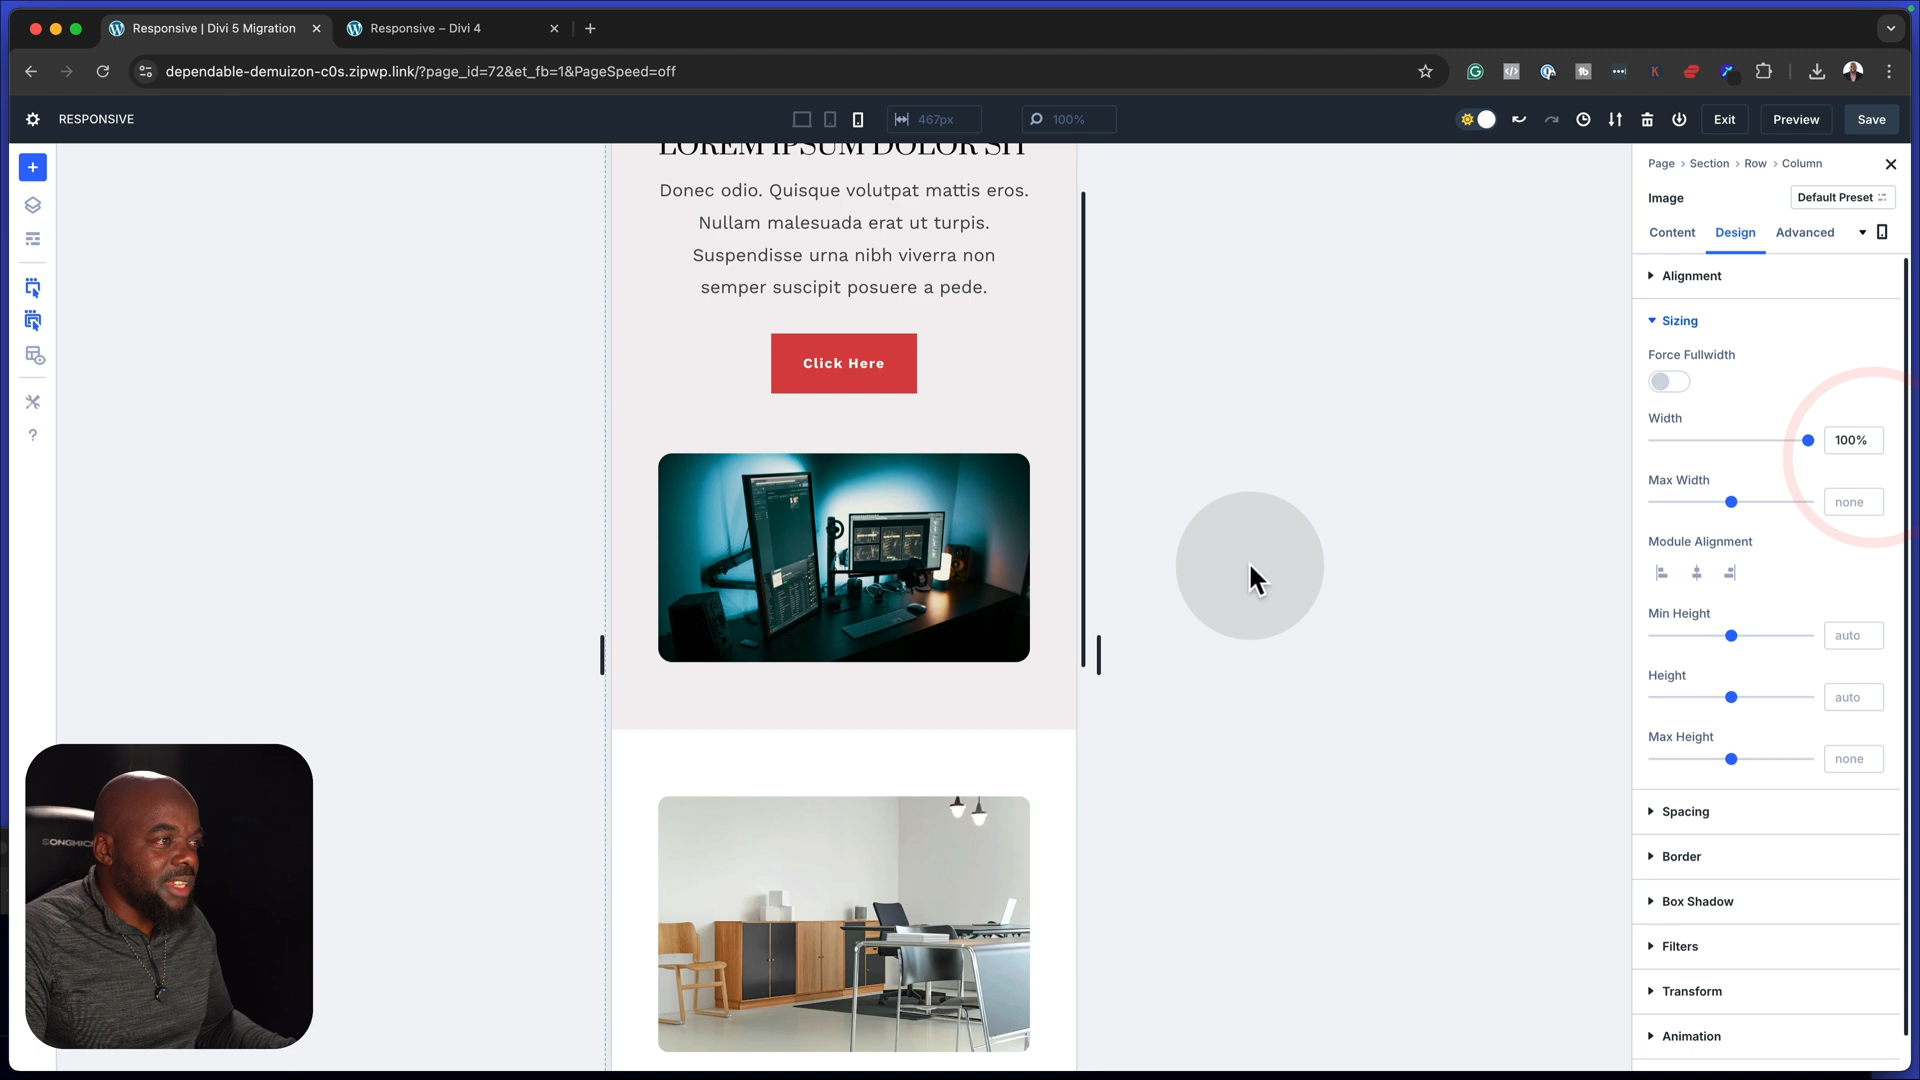 Responsive | Divi 5 Migration
Responsive – Divi 4
dependable-demuizon-c0s.zipwp.link/?page_id=72&et_fb=1&PageSpeed=off
RESPONSIVE
467px
100%
Exit
Preview
Save
LOREM IPSUM DOLOR SIT
Donec odio. Quisque volutpat mattis eros.
Nullam malesuada erat ut turpis.
Suspendisse urna nibh viverra non
semper suscipit posuere a pede.
Click Here
Page > Section > Row > Column
Image
Default Preset
Content
Design
Advanced
Alignment
Sizing
Force Fullwidth
Width
100%
Max Width
none
Module Alignment
Min Height
auto
Height
auto
Max Height
none
Spacing
Border
Box Shadow
Filters
Transform
Animation